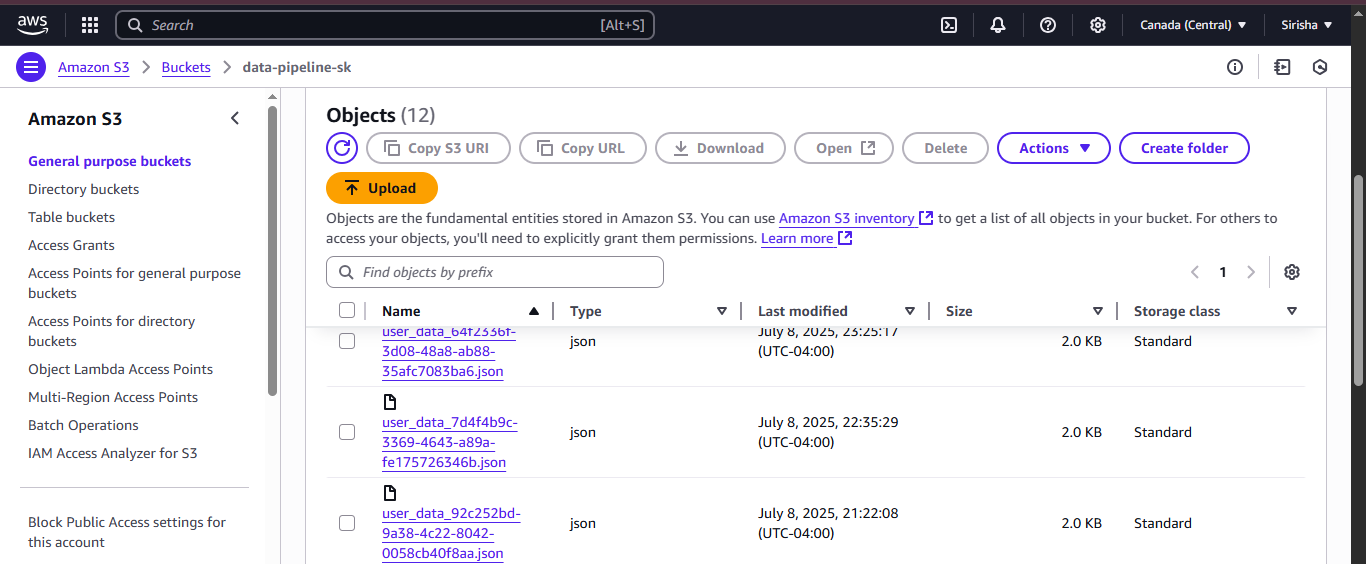 aws
Search
[Alt+S]
Canada (Central)
Sirisha
Amazon S3
Buckets
data-pipeline-sk
Amazon S3
General purpose buckets
Directory buckets
Table buckets
Access Grants
Access Points for general purpose
buckets
Access Points for directory
buckets
Object Lambda Access Points
Multi-Region Access Points
Batch Operations
IAM Access Analyzer for S3
Block Public Access settings for
this account
Objects (12)
Copy S3 URI
Copy URL
Download
Open
Delete
Actions
Create folder
Upload
Objects are the fundamental entities stored in Amazon S3. You can use Amazon S3 inventory to get a list of all objects in your bucket. For others to
access your objects, you'll need to explicitly grant them permissions. Learn more
Find objects by prefix
1
Name
Type
Last modified
Size
Storage class
user_data_64f2336f-
3d08-48a8-ab88-
35afc7083ba6.json
json
July 8, 2025, 23:25:17
(UTC-04:00)
2.0 KB
Standard
user_data_7d4f4b9c-
3369-4643-a89a-
fe175726346b.json
json
July 8, 2025, 22:35:29
(UTC-04:00)
2.0 KB
Standard
user_data_92c252bd-
9a38-4c22-8042-
0058cb40f8aa.json
json
July 8, 2025, 21:22:08
(UTC-04:00)
2.0 KB
Standard